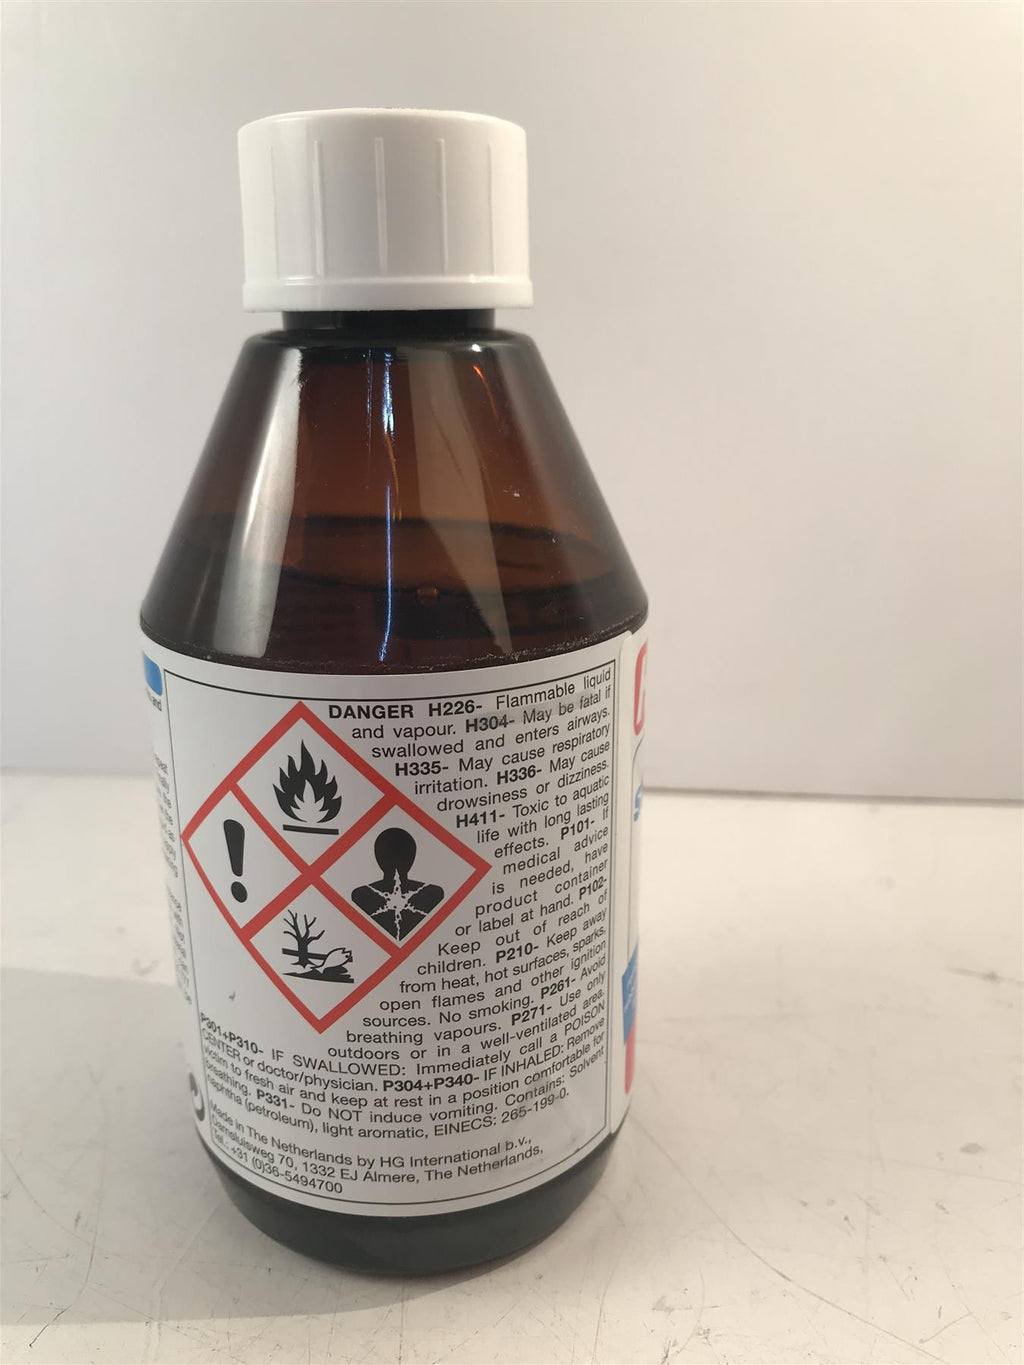 DANGER H226- Flammable liquid
and vapour. H304- May be fatal if
swallowed and enters airways.
H335- May cause respiratory
irritation. H336- May cause
drowsiness or dizziness.
H411- Toxic to aquatic
life with long lasting
effects. P101- If
medical advice
is needed, have
product container
or label at hand. P102-
Keep out of reach of
children. P210- Keep away
from heat, hot surfaces, sparks,
open flames and other ignition
sources. No smoking. P261- Avoid
breathing vapours. P271- Use only
outdoors or in a well-ventilated area.
P301+P310- IF SWALLOWED: Immediately call a POISON
CENTER or doctor/physician. P304+P340- IF INHALED: Remove
victim to fresh air and keep at rest in a position comfortable for
breathing. P331- Do NOT induce vomiting. Contains: Solvent
naphtha (petroleum), light aromatic, EINECS: 265-199-0.
Made in The Netherlands by HG International b.v.,
Damsluisweg 70, 1332 EJ Almere, The Netherlands,
Tel.: +31 (0)36-5494700